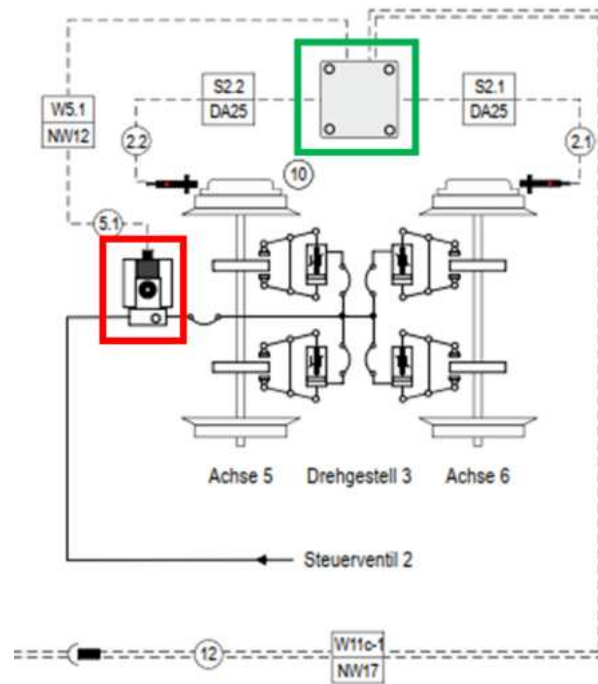 S2.2
DA25
S2.1
DA25
W5.1
NW12
2.2
2.1
10
5.1
Achse 5
Drehgestell 3
Achse 6
Steuerventil 2
12
W11c-1
NW17